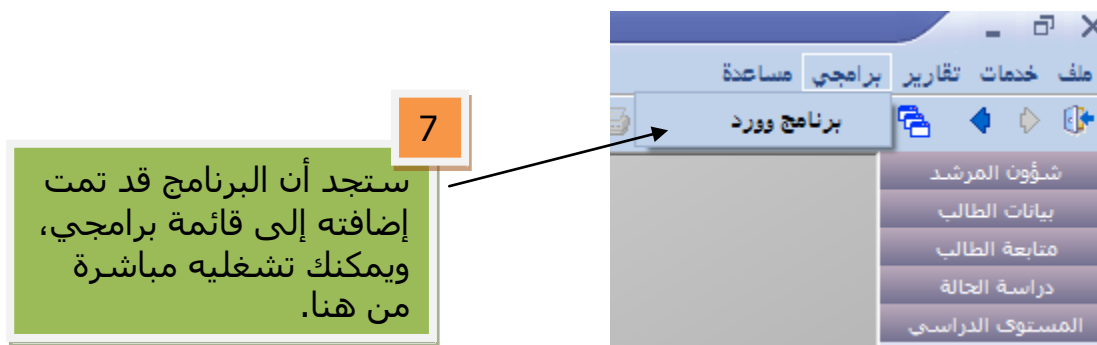 ملف خدمات تقارير برامجي مساعدة
برنامج وورد
شؤون المرشد
بيانات الطالب
متابعة الطالب
دراسة الحالة
المستوى الدراسي
7
ستجد أن البرنامج قد تمت
إضافته إلى قائمة برامجي،
ويمكنك تشغليه مباشرة
من هنا.